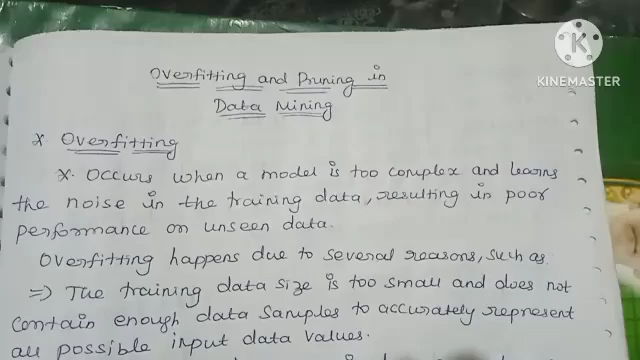 KINEMASTER
Overfitting and Pruning in
Data Mining
* Overfitting
* Occurs when a model is too complex and learns
the noise in the training data, resulting in poor
performance on unseen data.
Overfitting happens due to several reasons, such as
⇒ The training data size is too small and does not
contain enough data samples to accurately represent
all possible input data values.